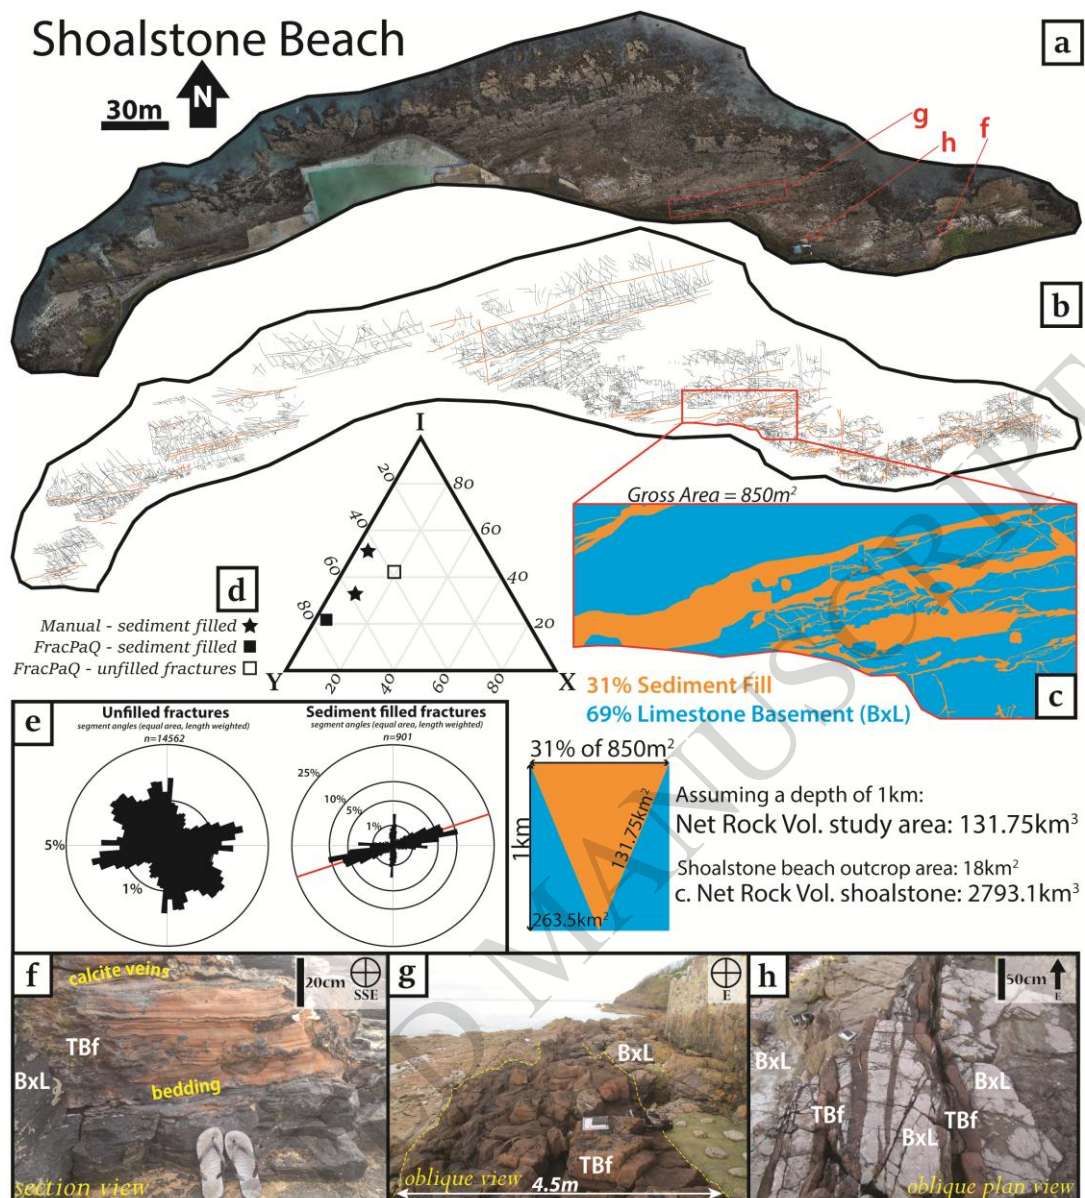 Shoalstone Beach
a
30m
N
g
h
f
b
I
20
80
Gross Area = 850m²
40
60
60
40
d
80
20
Manual - sediment filled
FracPaQ - sediment filled
FracPaQ - unfilled fractures
Y
20
40
60
80
X
31% Sediment Fill
69% Limestone Basement (BxL)
c
e
Unfilled fractures
segment angles (equal area, length weighted)
n=14562
5%
1%
Sediment filled fractures
segment angles (equal area, length weighted)
n=901
25%
10%
5%
1%
31% of 850m²
1km
131.75km²
263.5km²
Assuming a depth of 1km:
Net Rock Vol. study area: 131.75km³
Shoalstone beach outcrop area: 18km²
c. Net Rock Vol. shoalstone: 2793.1km³
f
calcite veins
20cm
SSE
TBf
BxL
bedding
section view
g
E
BxL
TBf
oblique view
4.5m
h
50cm
E
BxL
BxL
TBf
BxL
TBf
oblique plan view
D MANUSCRIPT